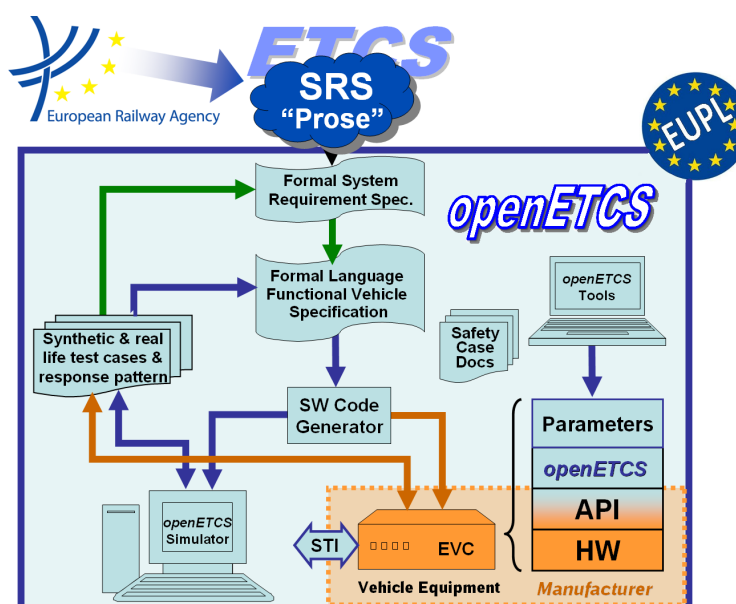 ETCS
SRS
“Prose”
European Railway Agency
EUPL
Formal System
Requirement Spec.
openETCS
Formal Language
Functional Vehicle
Specification
openETCS
Tools
Synthetic & real
life test cases &
response pattern
Safety
Case
Docs
SW Code
Generator
Parameters
openETCS
API
HW
openETCS
Simulator
STI
EVC
Vehicle Equipment
Manufacturer